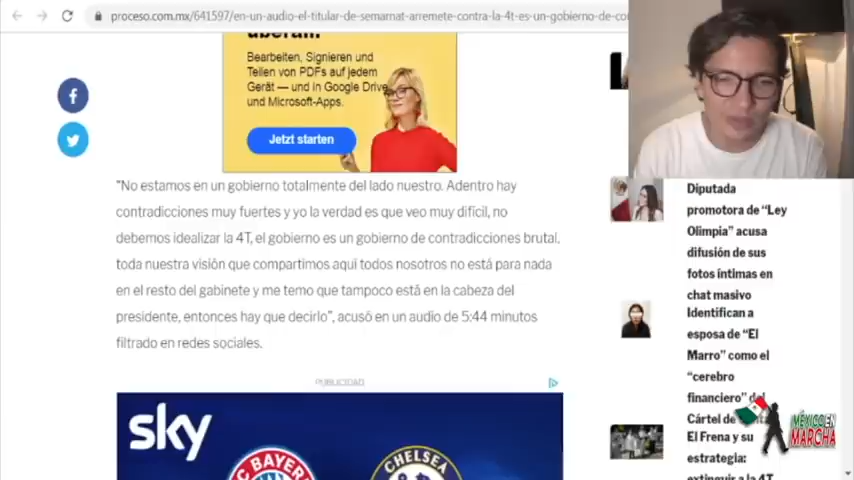 proceso.com.mx/641597/en-un-audio-el-titular-de-semarnat-arremete-contra-la-4t-es-un-gobierno-de-co
überall.
Bearbeiten, Signieren und
Teilen von PDFs auf jedem
Gerät — und in Google Drive
und Microsoft-Apps.
Jetzt starten
"No estamos en un gobierno totalmente del lado nuestro. Adentro hay
contradicciones muy fuertes y yo la verdad es que veo muy difícil, no
debemos idealizar la 4T, el gobierno es un gobierno de contradicciones brutal.
toda nuestra visión que compartimos aquí todos nosotros no está para nada
en el resto del gabinete y me temo que tampoco está en la cabeza del
presidente, entonces hay que decirlo", acusó en un audio de 5:44 minutos
filtrado en redes sociales.
PUBLICIDAD
sky
FC BAYERN
CHELSEA
Diputada
promotora de "Ley
Olimpia" acusa
difusión de sus
fotos íntimas en
chat masivo
Identifican a
esposa de "El
Marro" como el
"cerebro
financiero" del
Cártel de
El Frena y su
estrategia:
extinguir a la 4T
MÉXICO EN
MARCHA